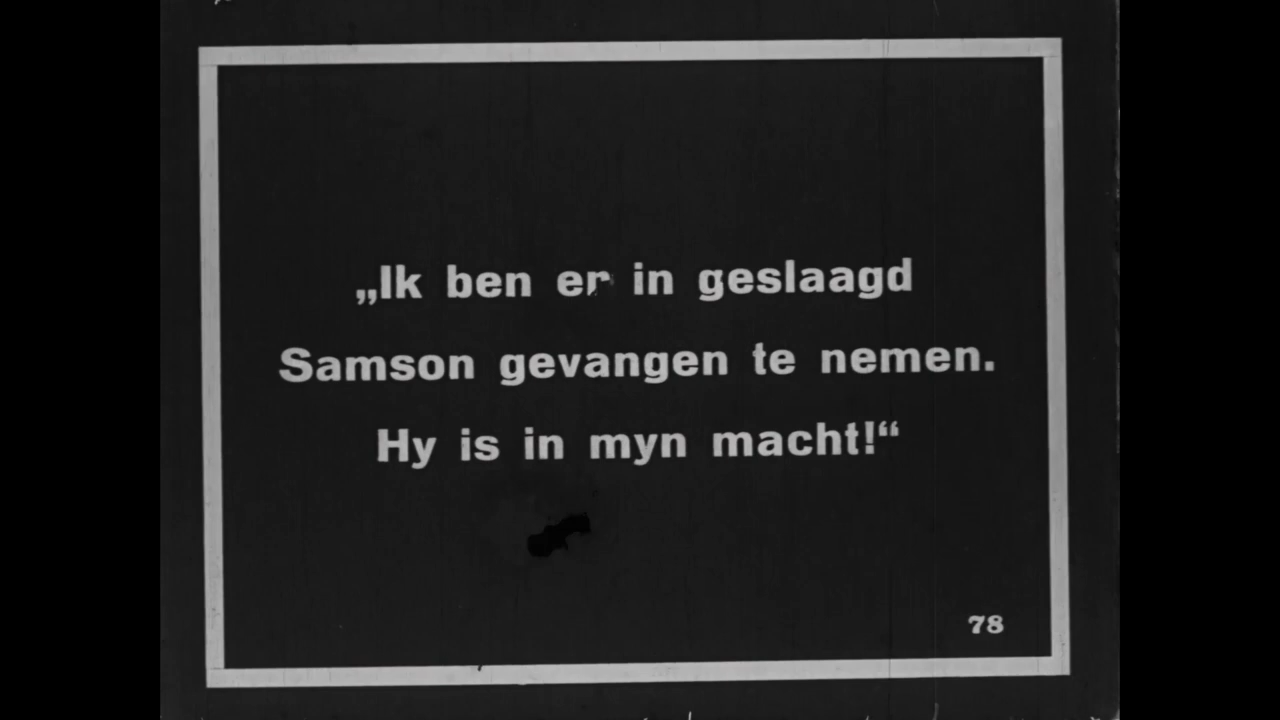 „Ik ben er in geslaagd
Samson gevangen te nemen.
Hy is in myn macht!“
78